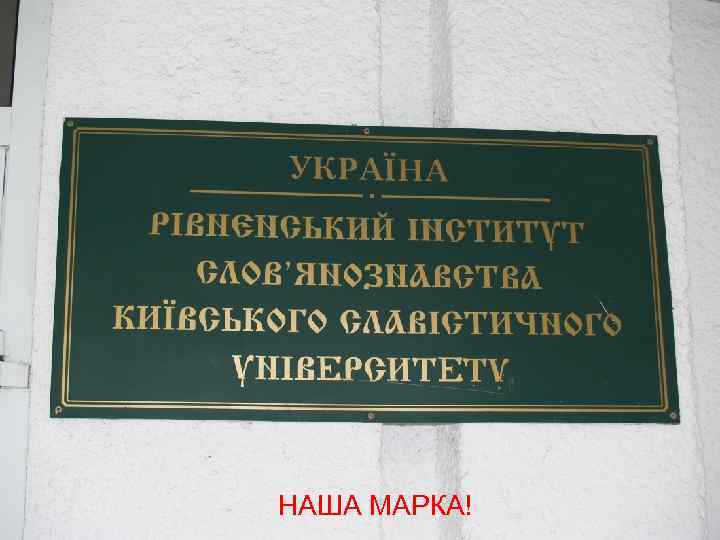 УКРАЇНА
РІВНЕНСЬКИЙ ІНСТИТУТ
СЛОВ'ЯНОЗНАВСТВА
КИЇВСЬКОГО СЛАВІСТИЧНОГО
УНІВЕРСИТЕТУ
НАША МАРКА!